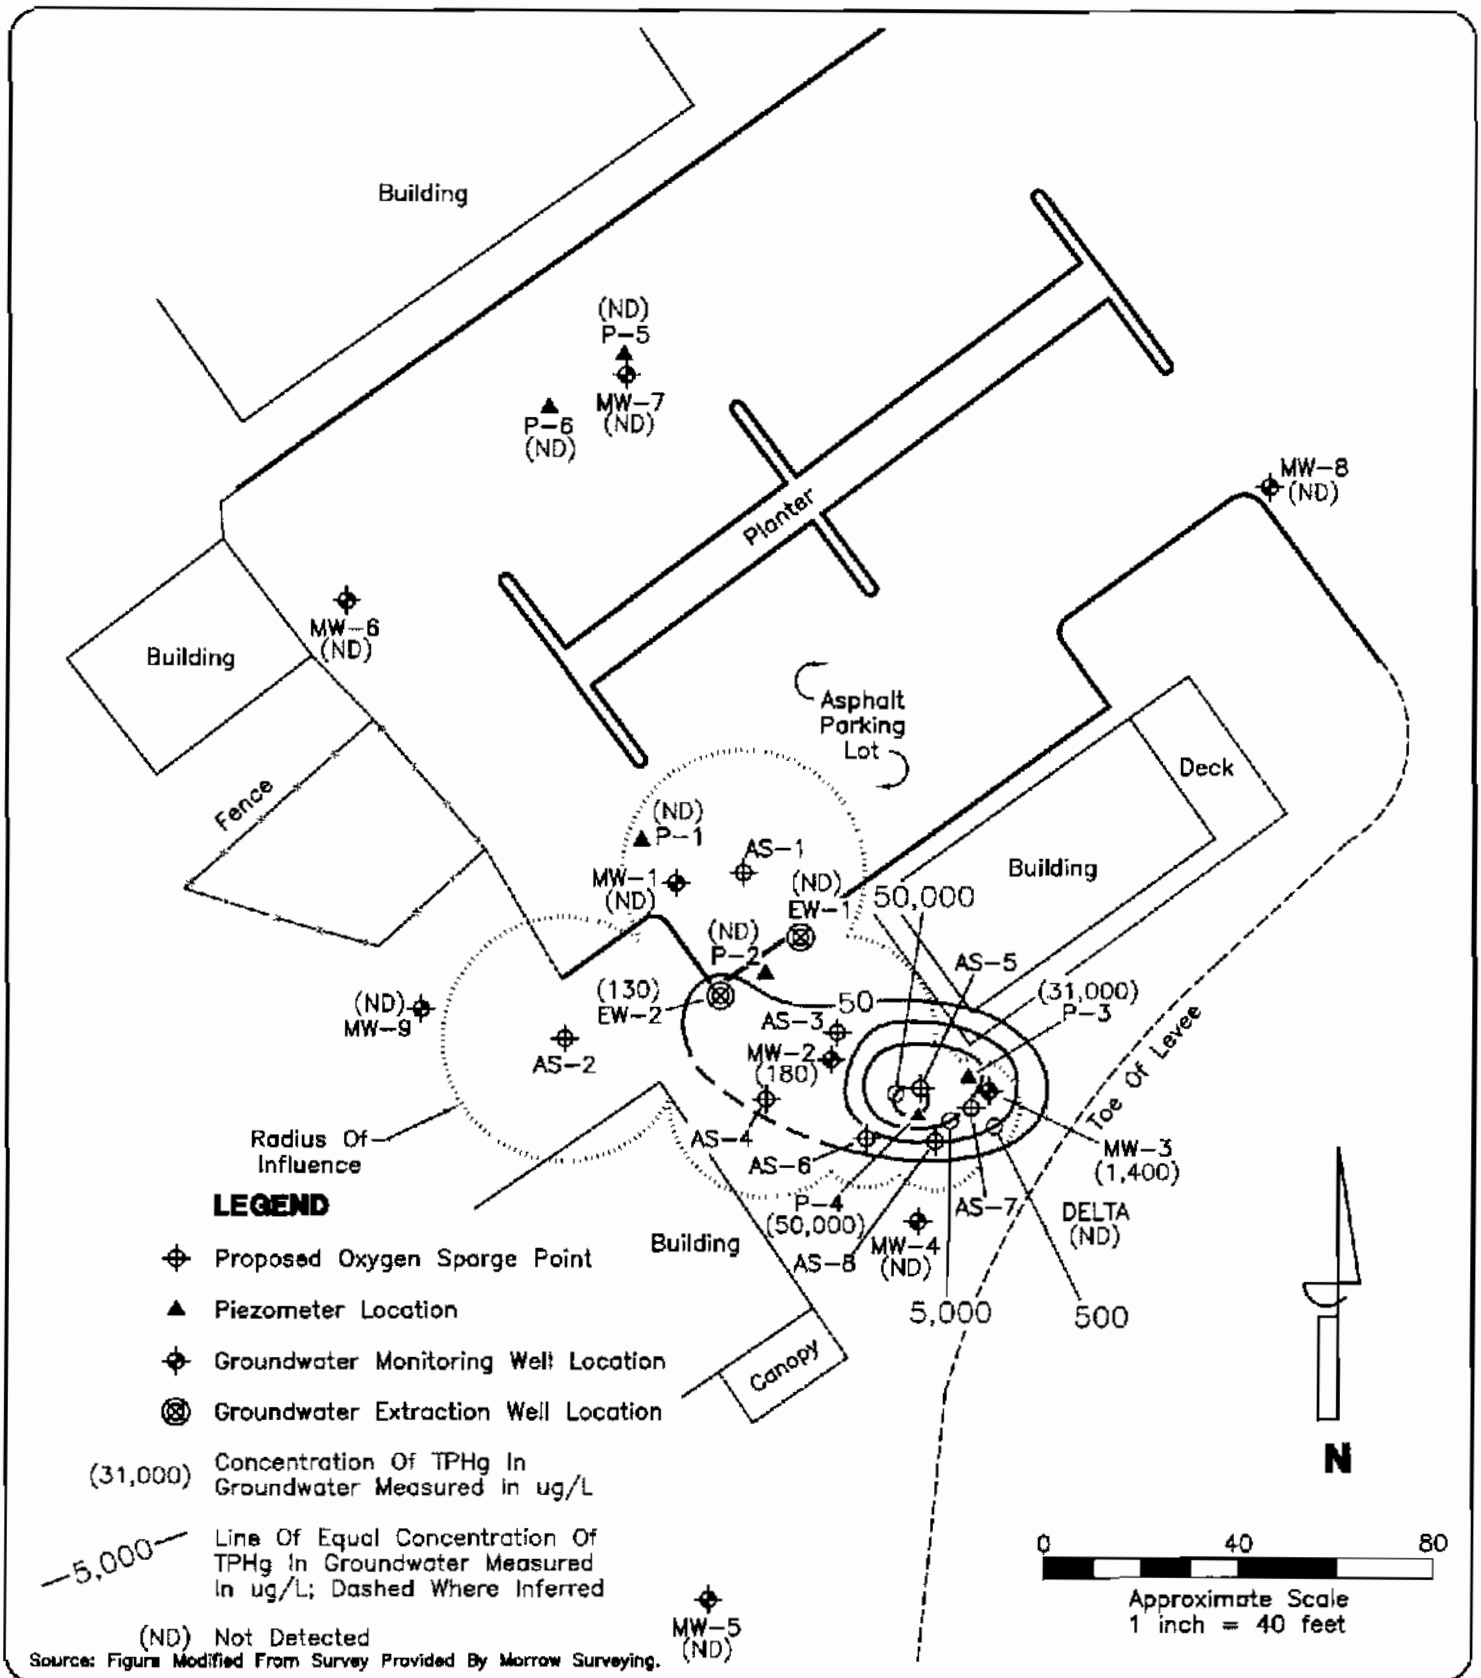 Building
(ND)
P-5
MW-7
(ND)
P-6
(ND)
MW-8
(ND)
Planter
MW-6
(ND)
Building
Asphalt
Parking
Lot
Deck
Fence
(ND)
P-1
AS-1
MW-1
(ND)
(ND)
EW-1
Building
50,000
(ND)
P-2
AS-5
(130)
EW-2
50
(31,000)
P-3
(ND)
MW-9
AS-3
AS-2
MW-2
(180)
Toe Of Levee
AS-4
Radius Of
Influence
AS-6
MW-3
(1,400)
P-4
(50,000)
AS-7
DELTA
(ND)
Building
AS-8
MW-4
(ND)
5,000
500
Canopy
LEGEND
Proposed Oxygen Sparge Point
Piezometer Location
Groundwater Monitoring Well Location
Groundwater Extraction Well Location
(31,000) Concentration Of TPHg In
Groundwater Measured in ug/L
5,000 Line Of Equal Concentration Of
TPHg In Groundwater Measured
In ug/L; Dashed Where Inferred
(ND) Not Detected
N
0 40 80
Approximate Scale
1 inch = 40 feet
MW-5
(ND)
Source: Figure Modified From Survey Provided By Morrow Surveying.